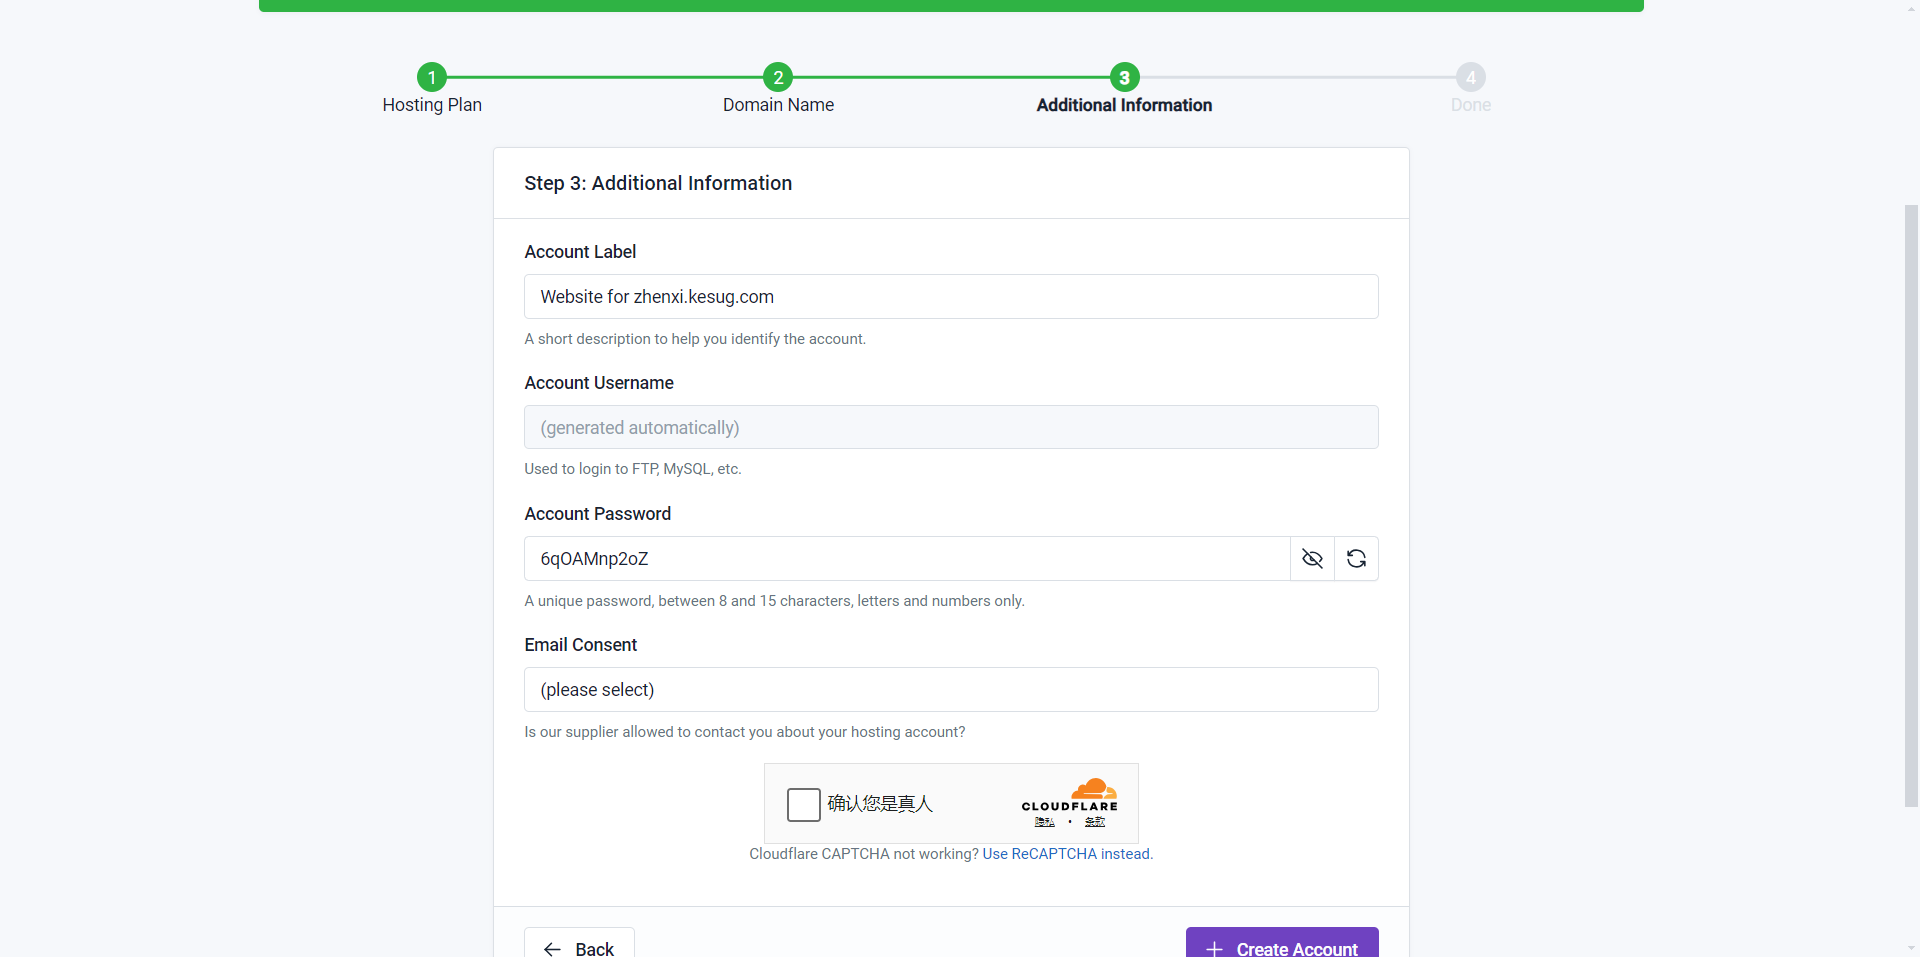 1
2
3
4
Hosting Plan
Domain Name
Additional Information
Done
Step 3: Additional Information
Account Label
Website for zhenxi.kesug.com
A short description to help you identify the account.
Account Username
(generated automatically)
Used to login to FTP, MySQL, etc.
Account Password
6qOAMnp2oZ
A unique password, between 8 and 15 characters, letters and numbers only.
Email Consent
(please select)
Is our supplier allowed to contact you about your hosting account?
确认您是真人
CLOUDFLARE
隐私 • 条款
Cloudflare CAPTCHA not working? Use ReCAPTCHA instead.
Back
Create Account